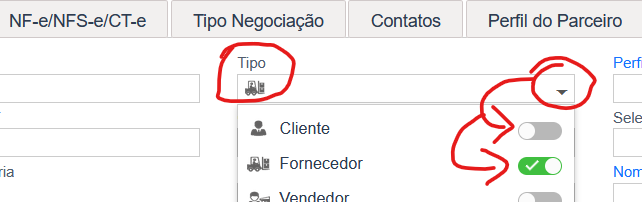 NF-e/NFS-e/CT-e Tipo Negociação Contatos Perfil do Parceiro
Tipo Perfi
Cliente Sele
Fornecedor
ria Nom
Vendedor